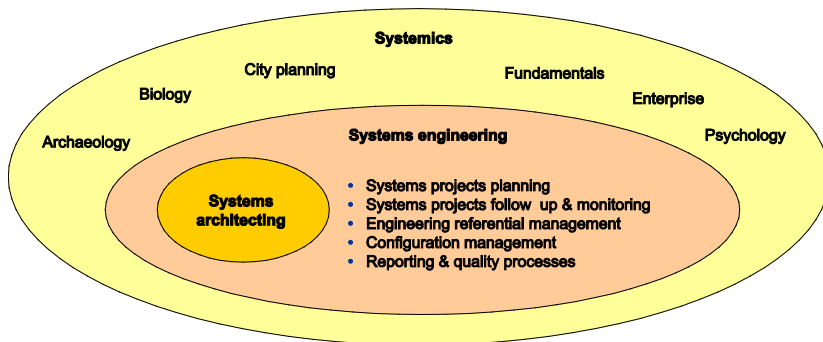 Systemics
City planning
Fundamentals
Biology
Enterprise
Archaeology
Psychology
Systems engineering
Systems
architecting
• Systems projects planning
• Systems projects follow up & monitoring
• Engineering referential management
• Configuration management
• Reporting & quality processes